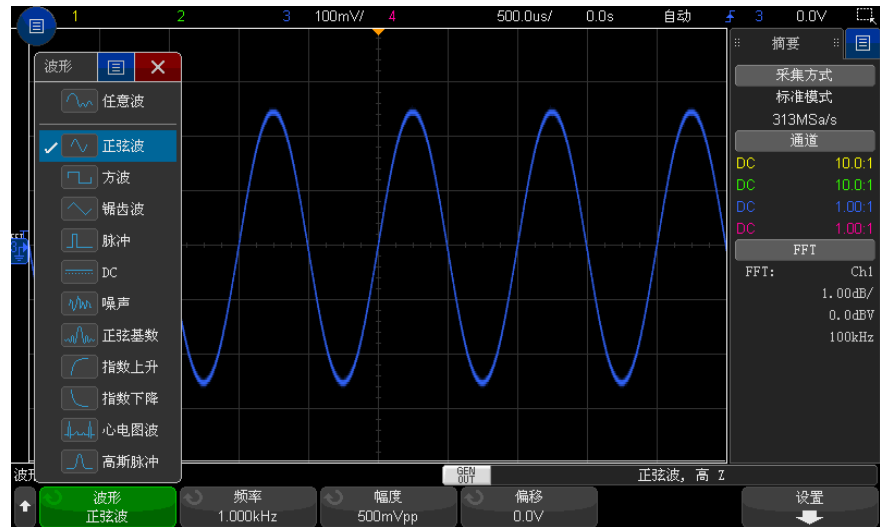 1 2 3 100mV/ 4 500.0us/ 0.0s 自动 3 0.0V
波形
任意波
正弦波
方波
锯齿波
脉冲
DC
噪声
正弦基数
指数上升
指数下降
心电图波
高斯脉冲
摘要
采集方式
标准模式
313MSa/s
通道
DC 10.0:1
DC 10.0:1
DC 1.00:1
DC 1.00:1
FFT
FFT: Ch1
1.00dB/
0.0dBV
100kHz
3
GEN OUT 正弦波, 高 Z
波形 正弦波
频率 1.000kHz
幅度 500mVpp
偏移 0.0V
设置